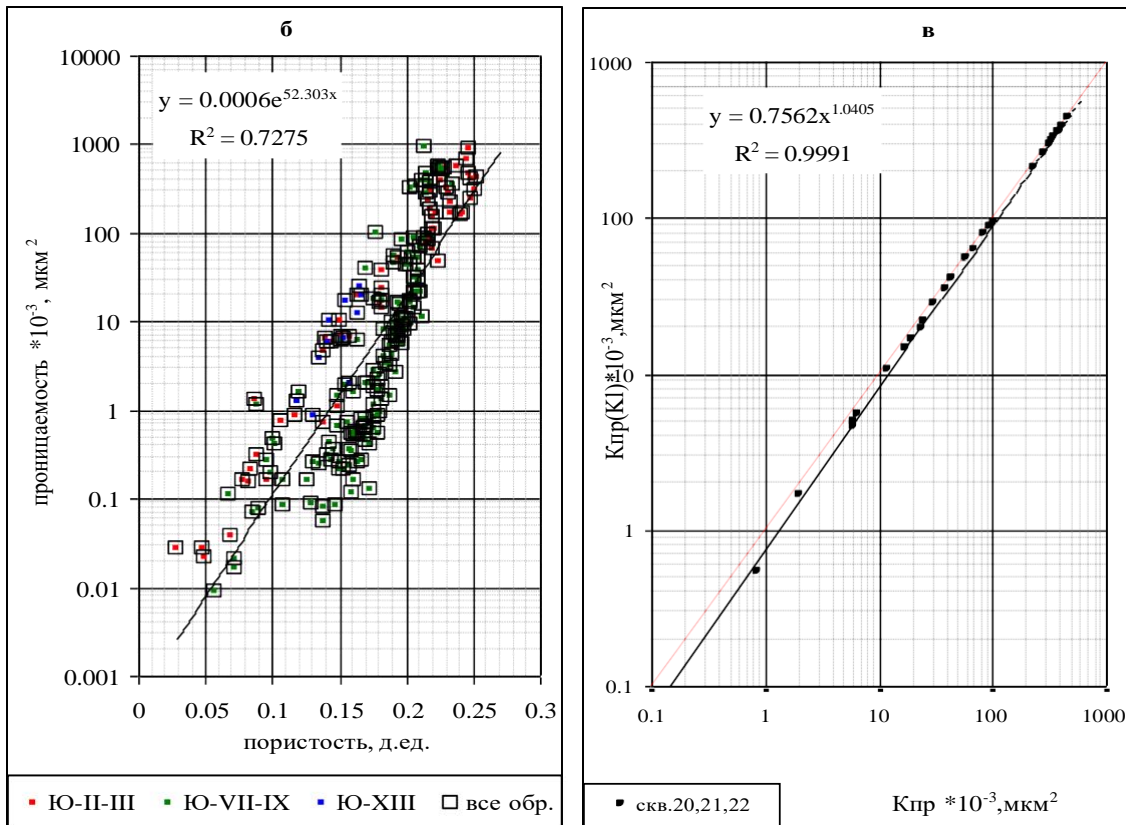 б
10000
y = 0.0006e^52.303x
R² = 0.7275
1000
100
10
1
0.1
0.01
0.001
проницаемость *10⁻³, мкм²
0 0.05 0.1 0.15 0.2 0.25 0.3
пористость, д.ед.
Ю-II-III Ю-VII-IX Ю-XIII все обр.
в
1000
y = 0.7562x^1.0405
R² = 0.9991
100
10
1
0.1
Кпр(Kl)*10⁻³,мкм²
0.1 1 10 100 1000
скв.20,21,22
Кпр *10⁻³,мкм²